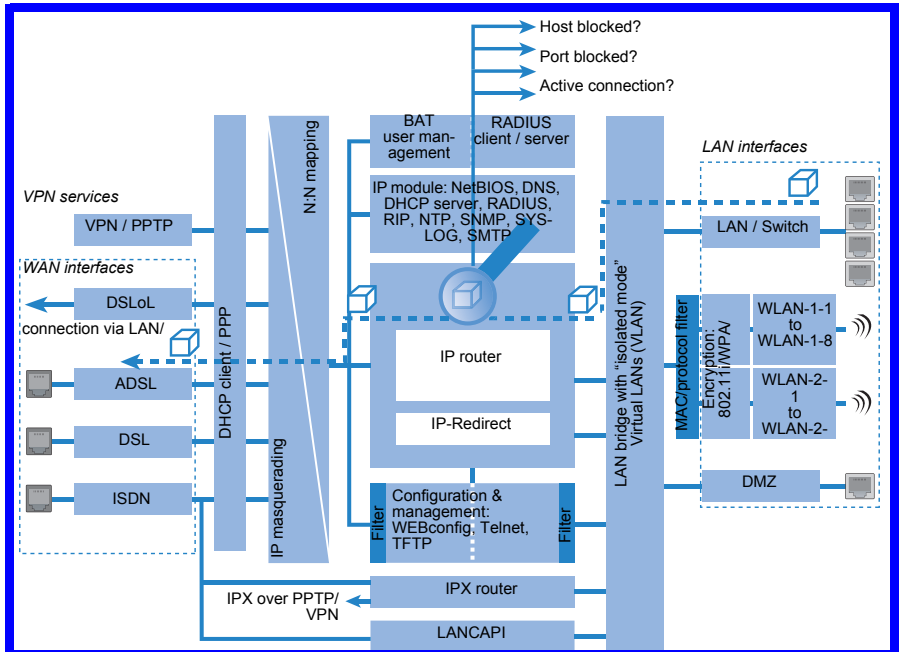 Host blocked?
Port blocked?
Active connection?
BAT
user man-
agement
RADIUS
client / server
LAN interfaces
N:N mapping
IP module: NetBIOS, DNS,
DHCP server, RADIUS,
RIP, NTP, SNMP, SYS-
LOG, SMTP
VPN services
VPN / PPTP
LAN / Switch
WAN interfaces
DSLoL
connection via LAN/
DHCP client / PPP
IP router
LAN bridge with “isolated mode”
Virtual LANs (VLAN)
MAC/protocol filter
Encryption:
802.11i/WPA/
WLAN-1-1
to
WLAN-1-8
ADSL
WLAN-2-
1
to
WLAN-2-
IP-Redirect
DSL
ISDN
IP masquerading
DMZ
Filter
Configuration &
management:
WEBconfig, Telnet,
TFTP
Filter
IPX over PPTP/
VPN
IPX router
LANCAPI